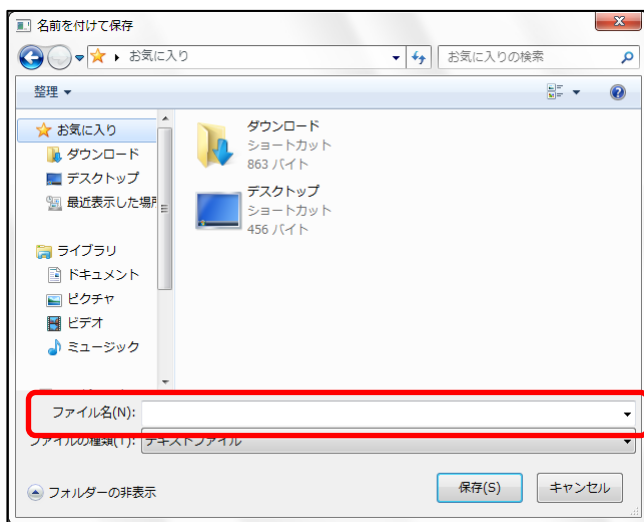 名前を付けて保存
お気に入り
お気に入りの検索
整理
お気に入り
ダウンロード
デスクトップ
最近表示した場所
ライブラリ
ドキュメント
ピクチャ
ビデオ
ミュージック
ダウンロード
ショートカット
863 バイト
デスクトップ
ショートカット
456 バイト
ファイル名(N):
ファイルの種類(T): テキストファイル
フォルダーの非表示
保存(S)
キャンセル